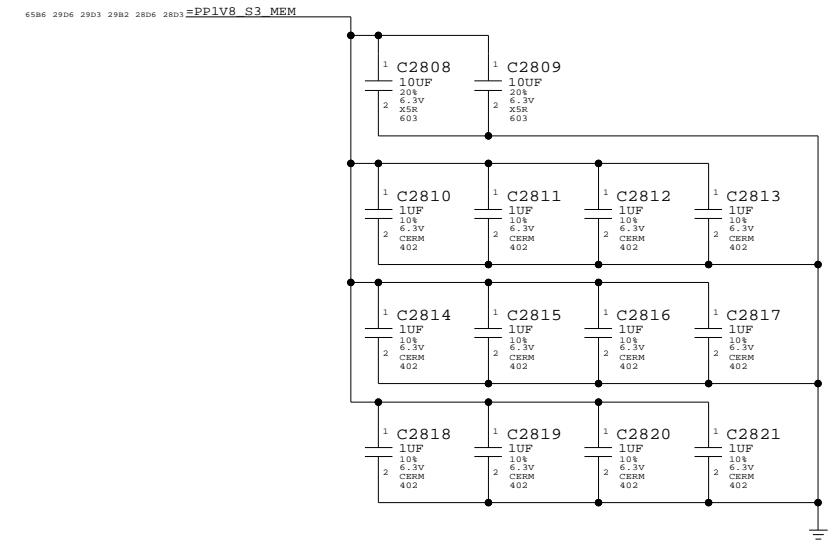 65B6 29D6 29D3 29B2 28D6 28D3 =PP1V8_S3_MEM
1 C2808 1 C2809
10UF 10UF
20% 20%
6.3V 6.3V
2 X5R 2 X5R
603 603
1 C2810 1 C2811 1 C2812 1 C2813
1UF 1UF 1UF 1UF
10% 10% 10% 10%
6.3V 6.3V 6.3V 6.3V
2 CERM 2 CERM 2 CERM 2 CERM
402 402 402 402
1 C2814 1 C2815 1 C2816 1 C2817
1UF 1UF 1UF 1UF
10% 10% 10% 10%
6.3V 6.3V 6.3V 6.3V
2 CERM 2 CERM 2 CERM 2 CERM
402 402 402 402
1 C2818 1 C2819 1 C2820 1 C2821
1UF 1UF 1UF 1UF
10% 10% 10% 10%
6.3V 6.3V 6.3V 6.3V
2 CERM 2 CERM 2 CERM 2 CERM
402 402 402 402